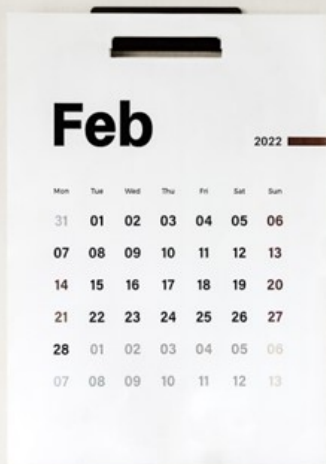 Feb
2022
Mon Tue Wed Thu Fri Sat Sun
31 01 02 03 04 05 06
07 08 09 10 11 12 13
14 15 16 17 18 19 20
21 22 23 24 25 26 27
28 01 02 03 04 05 06
07 08 09 10 11 12 13